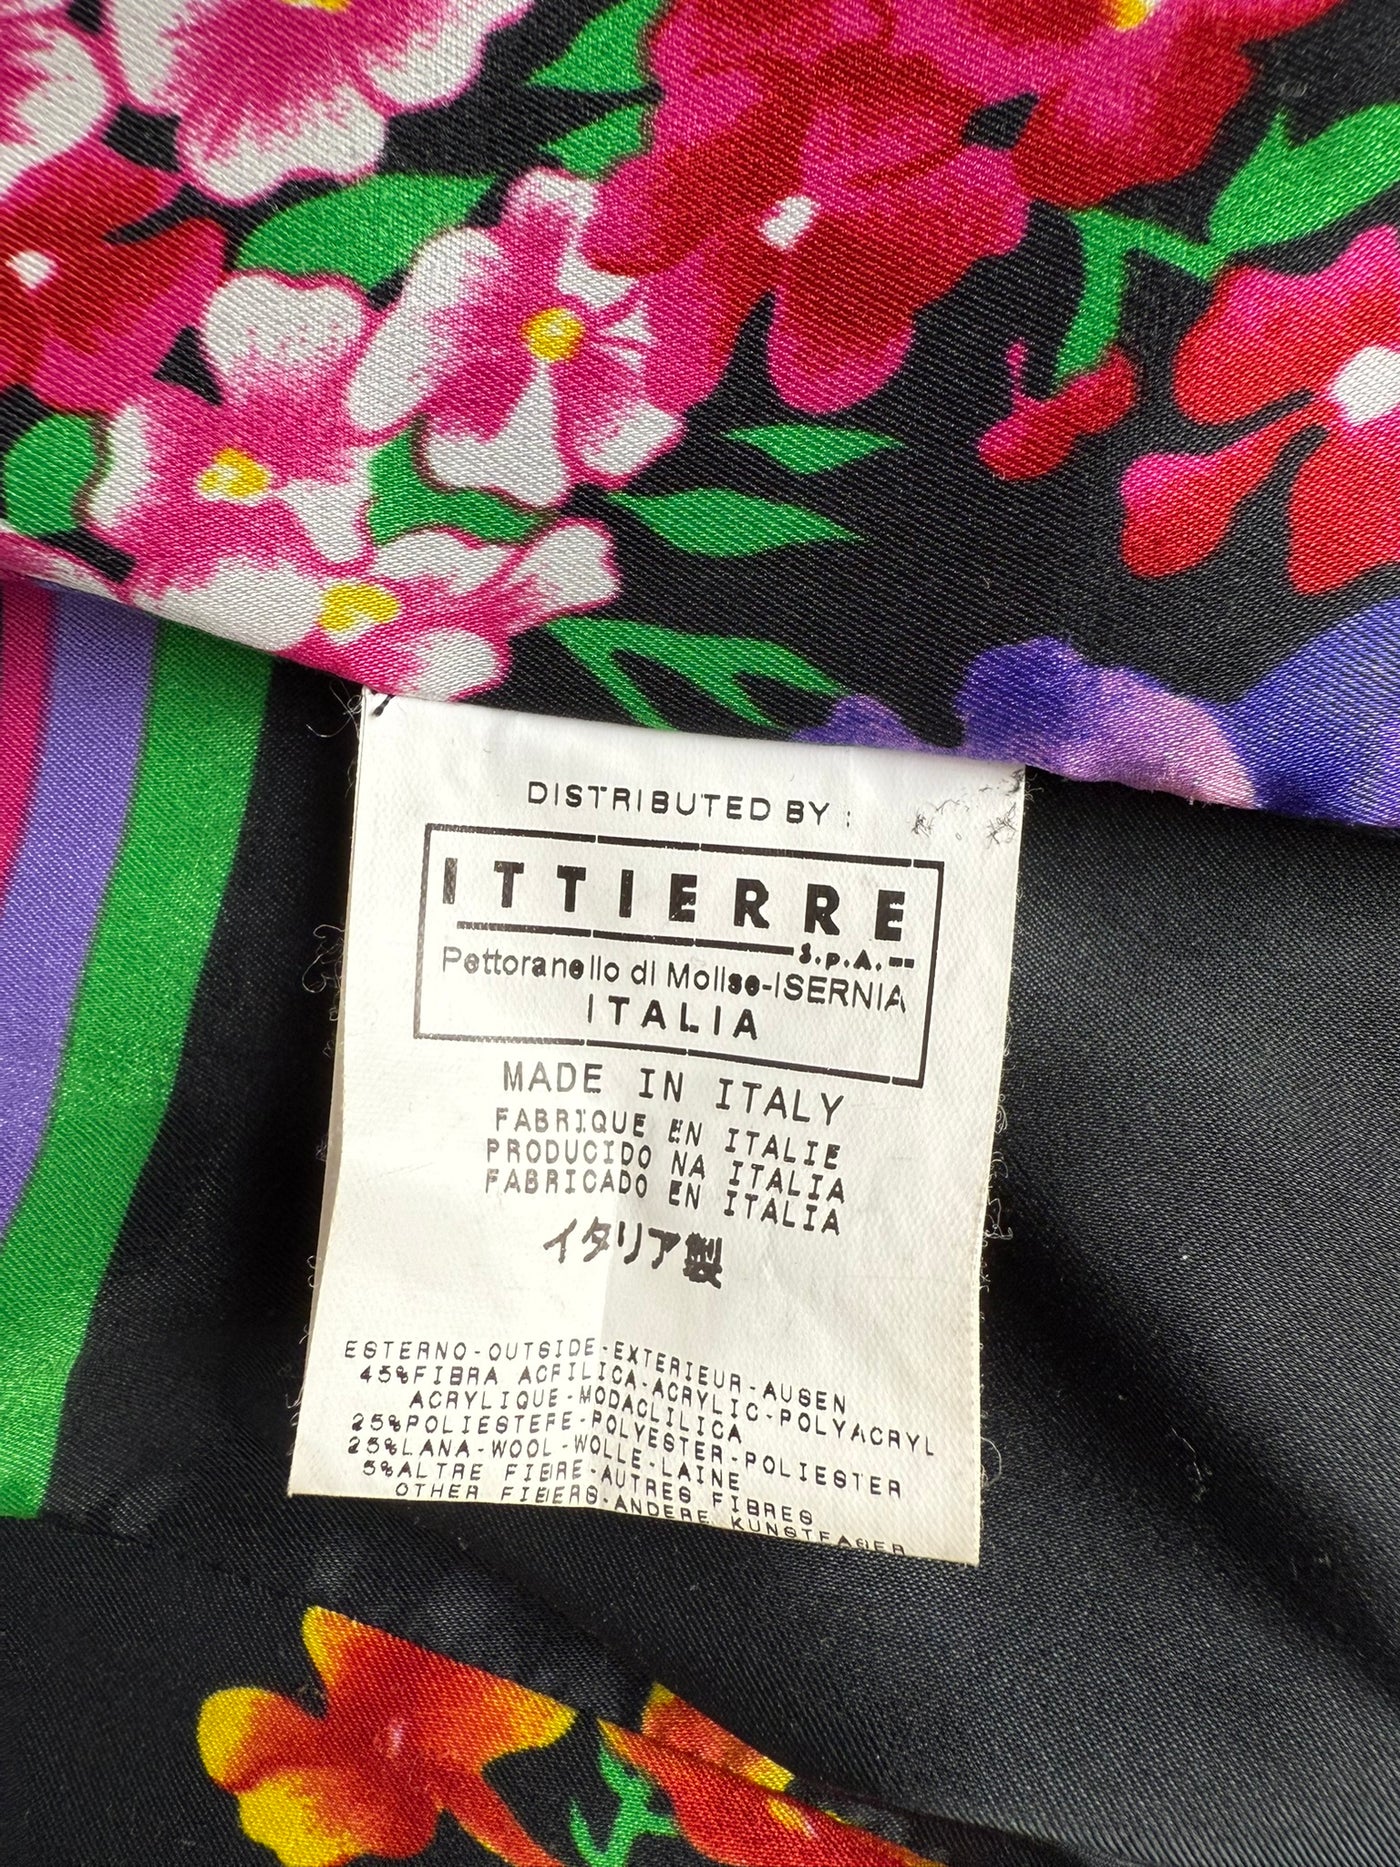 DISTRIBUTED BY :
ITTIERRE
S.p.A.
Pettoranello di Molise-ISERNIA
ITALIA
MADE IN ITALY
FABRIQUE EN ITALIE
PRODUCIDO NA ITALIA
FABRICADO EN ITALIA
イタリア製
ESTERNO-OUTSIDE-EXTERIEUR-AUSEN
45%FIBRA ACFILICA-ACRYLIC-POLYACRYL
ACRYLIQUE-MODACLILICA
25%POLIESTEFE-POLYESTER-POLIESTER
25%LANA-WOOL-WOLLE-LAINE
5%ALTRE FIBRE-AUTRES FIBRES
OTHER FIBERS-ANDERE KUNSTFASER